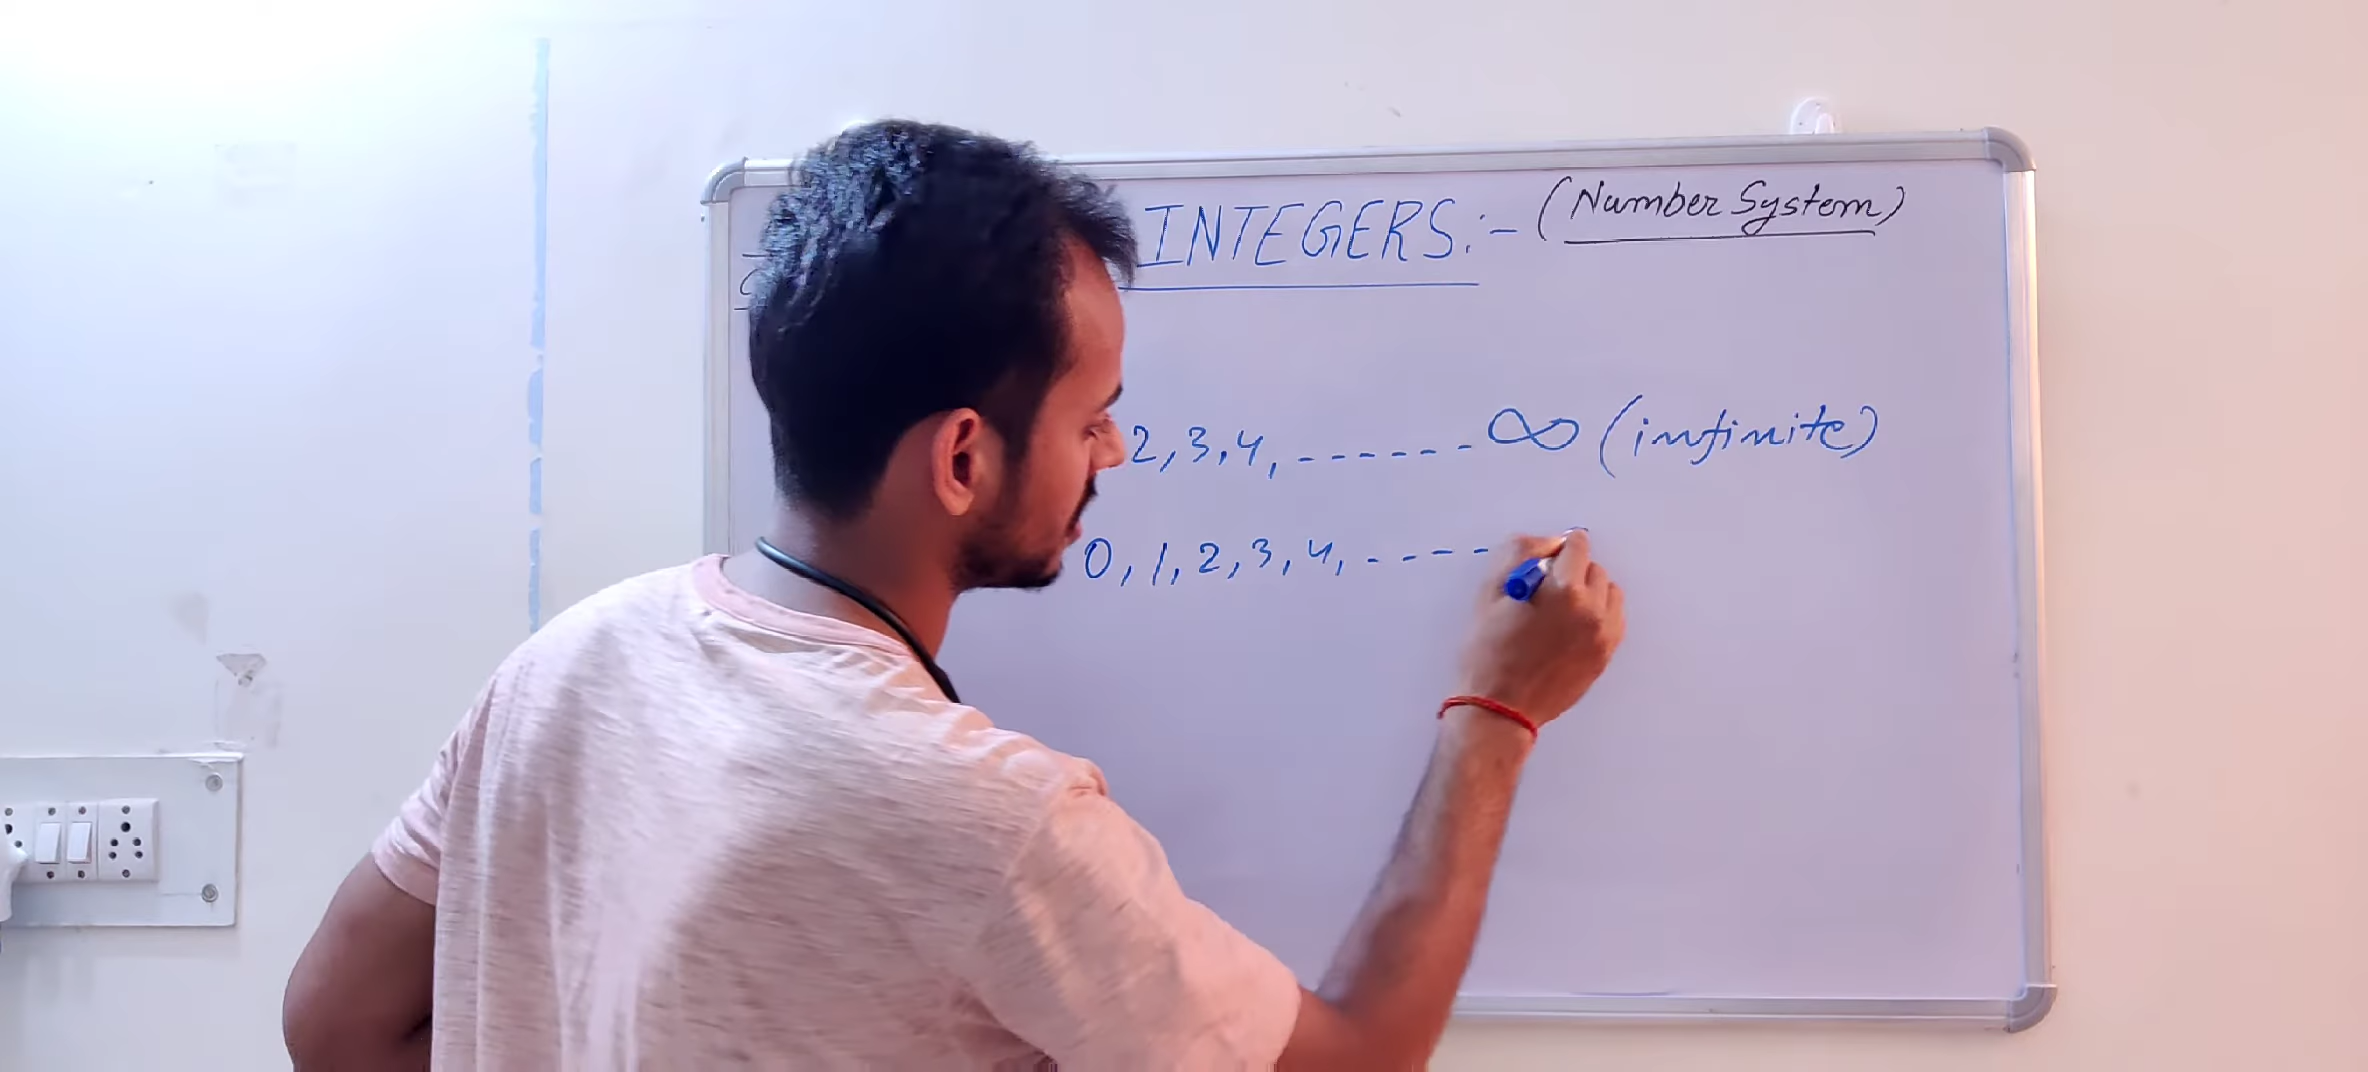 INTEGERS:- (Number System)
2, 3, 4, ------- ∞ (infinite)
0, 1, 2, 3, 4, -----